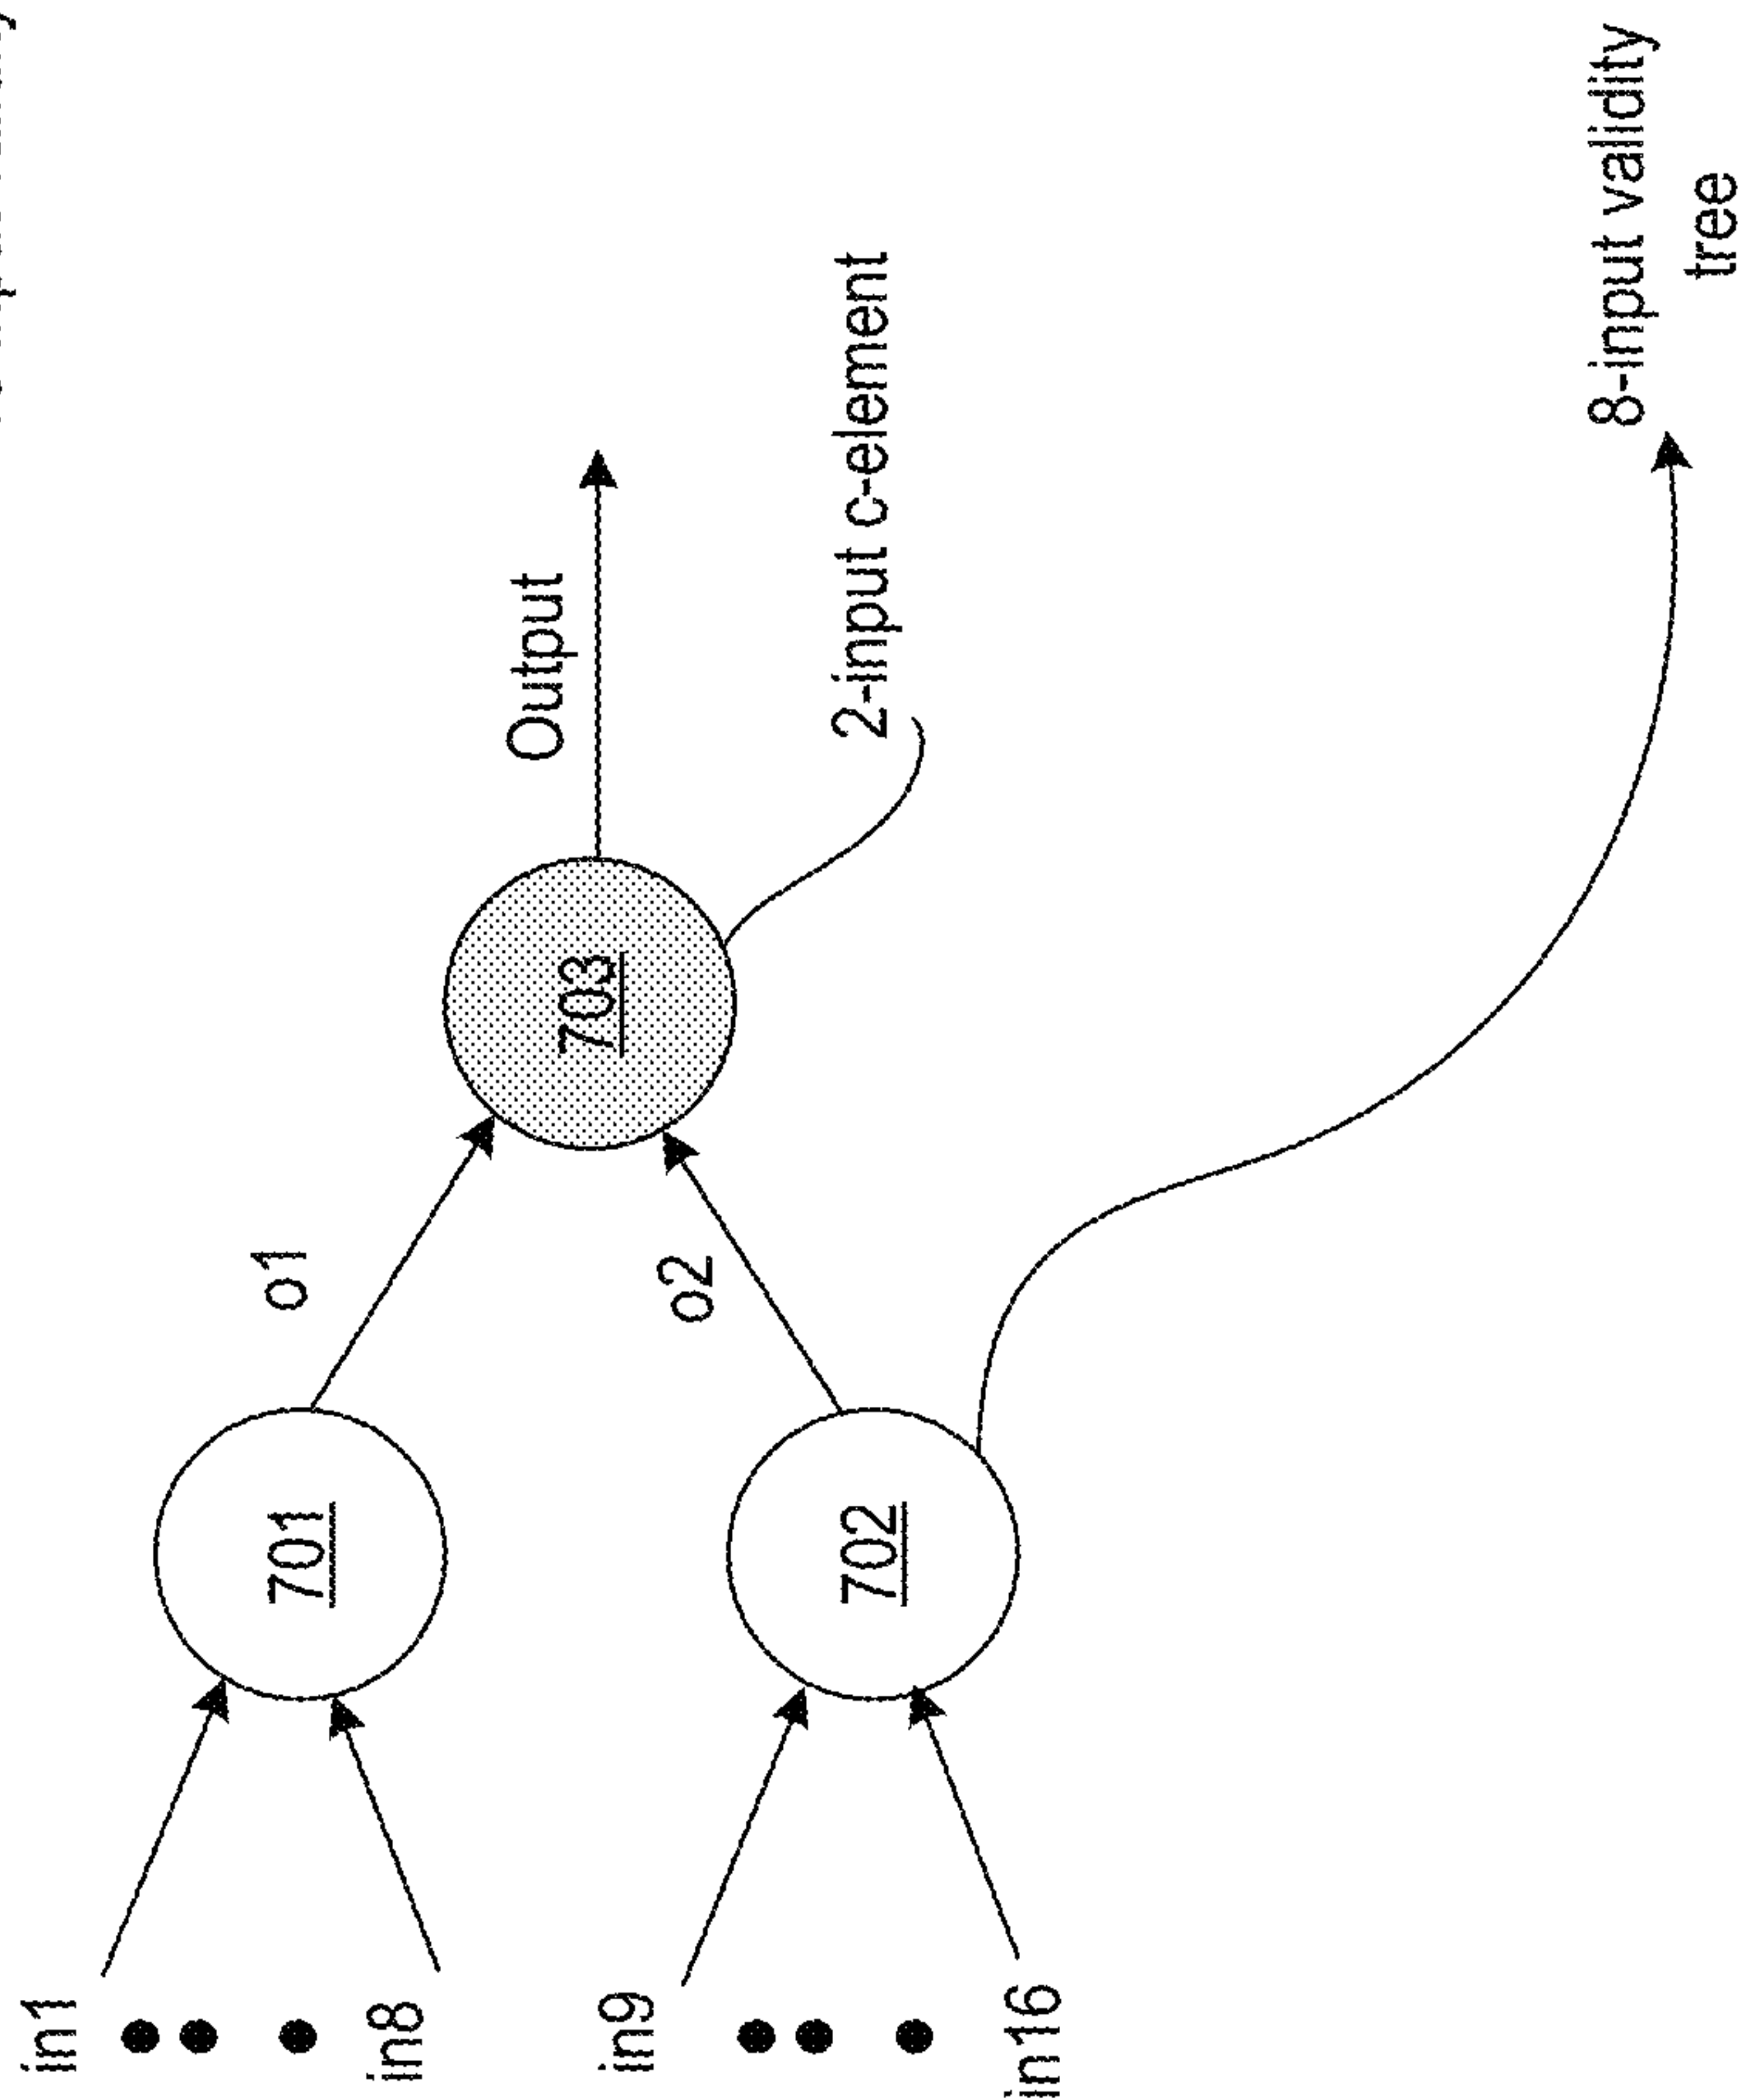 in1
in8
in9
in16
701
702
o1
o2
703
Output
2-input c-element
8-input validity
tree